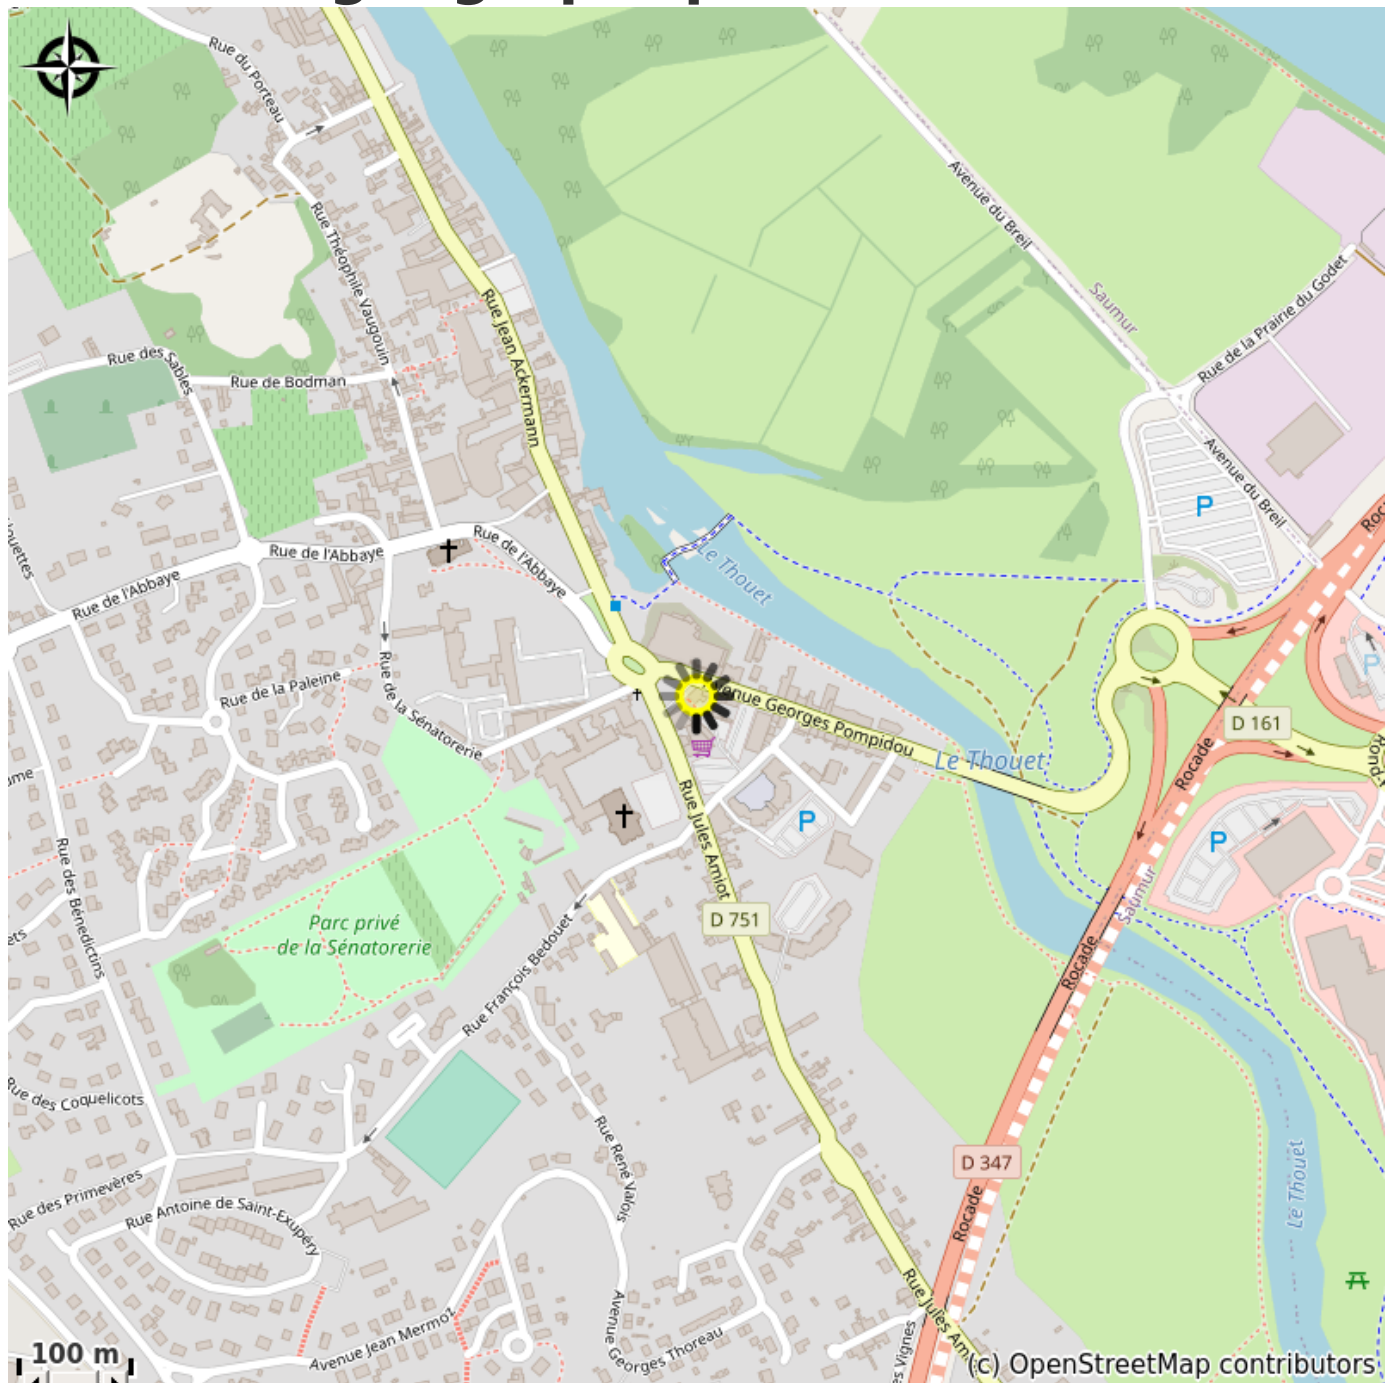 Rue du Porteau
Avenue du Breil
Saumur
Rue de la Prairie du Godet
Rue Théophile Vaugouin
Rue Jean Ackermann
Rue des Sables
Rue de Bodman
Avenue du Breil
P
Rue de l'Abbaye
Rue de l'Abbaye
Rue de l'Abbaye
Le Thouet
Rue de la Paleine
Rue de la Sénatorerie
P
enue Georges Pompidou
D 161
Le Thouet
Rocade
Rue Jules Amiot
P
P
Rue des Bénédictins
Parc privé
de la Sénatorerie
D 751
Saumur
Rocade
Rue François Bedouet
Rue des Coquelicots
Rue René Valois
D 347
Le Thouet
Rue des Primevères
Rue Antoine de Saint-Exupéry
Rocade
Avenue Jean Mermoz
Avenue Georges Thoreau
Rue Jules Am
es Vignes
100 m
(c) OpenStreetMap contributors